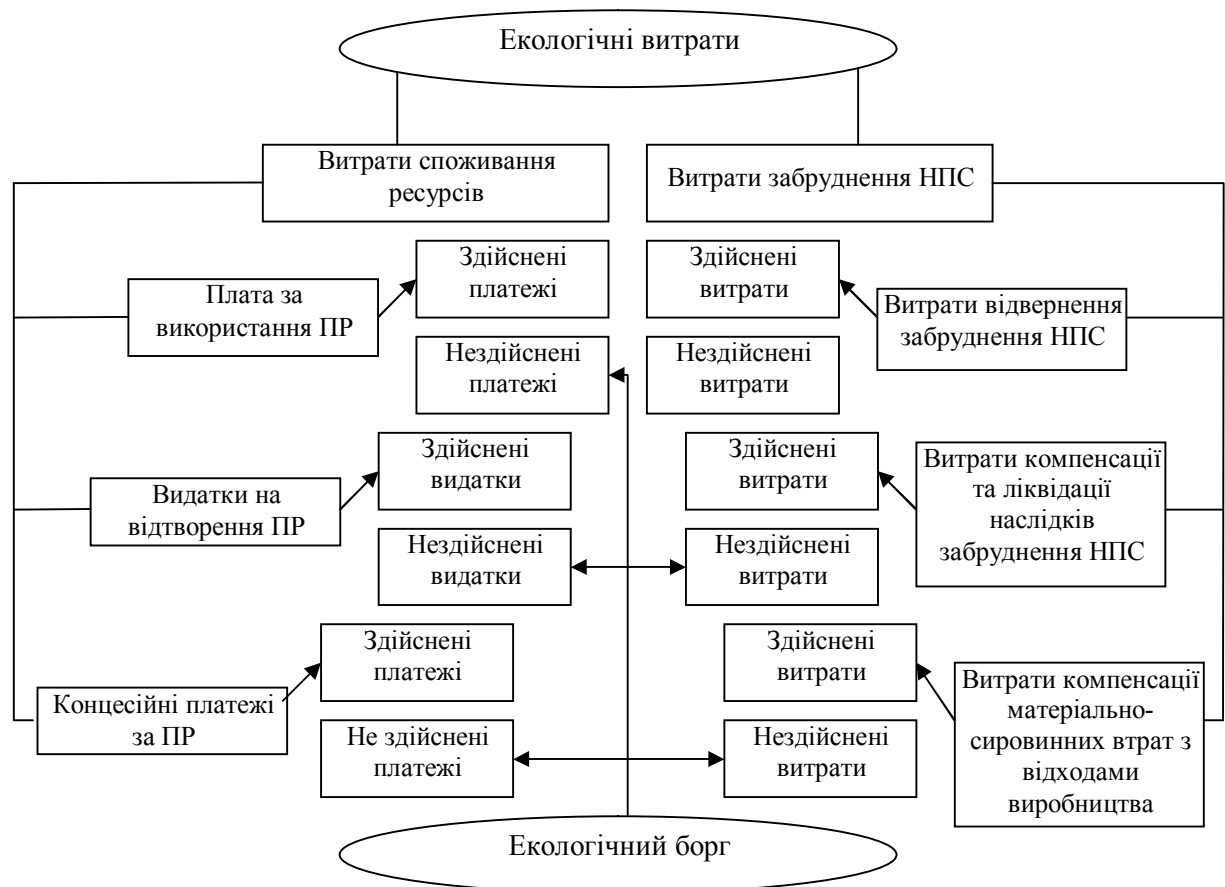 Екологічні витрати
Витрати споживання
ресурсів
Витрати забруднення НПС
Здійснені
платежі
Здійснені
витрати
Плата за
використання ПР
Витрати відвернення
забруднення НПС
Нездійснені
платежі
Нездійснені
витрати
Здійснені
видатки
Здійснені
витрати
Видатки на
відтворення ПР
Витрати компенсації
та ліквідації
наслідків
забруднення НПС
Нездійснені
видатки
Нездійснені
витрати
Здійснені
платежі
Здійснені
витрати
Концесійні платежі
за ПР
Витрати компенсації
матеріально-
сировинних втрат з
відходами
виробництва
Не здійснені
платежі
Нездійснені
витрати
Екологічний борг